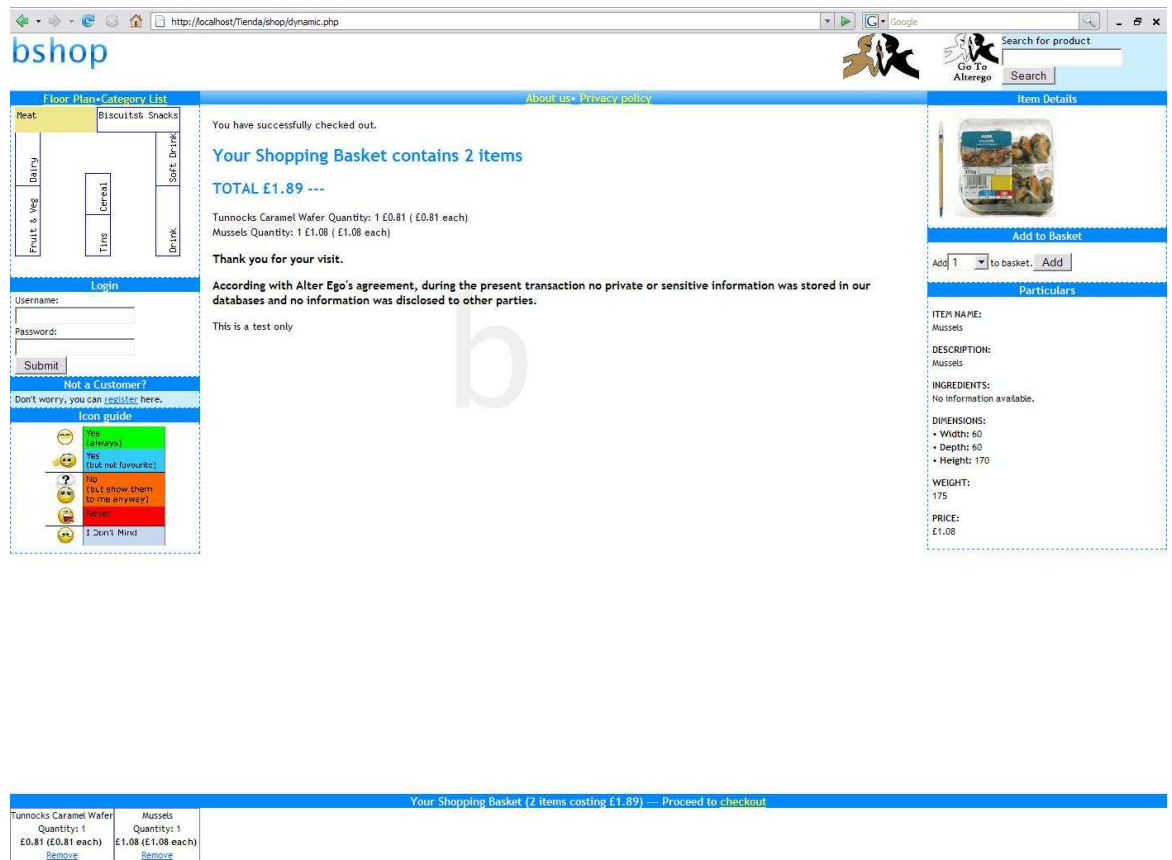 http://localhost/Tienda/shop/dynamic.php
Google
bshop
Go To
Alterego
Search for product
Search
Floor Plan•Category List
About us• Privacy policy
Item Details
Meat
Biscuits& Snacks
Dairy
Soft Drink
Cereal
Fruit & Veg
Tins
Drink
Login
Username:
Password:
Submit
Not a Customer?
Don't worry, you can register here.
Icon guide
Yes
(always)
Yes
(but not favourite)
No
(but show them
to me anyway)
Never
I Don't Mind
You have successfully checked out.
Your Shopping Basket contains 2 items
TOTAL £1.89 ---
Tunnocks Caramel Wafer Quantity: 1 £0.81 ( £0.81 each)
Mussels Quantity: 1 £1.08 ( £1.08 each)
Thank you for your visit.
According with Alter Ego's agreement, during the present transaction no private or sensitive information was stored in our
databases and no information was disclosed to other parties.
This is a test only
b
Add to Basket
Add 1 to basket. Add
Particulars
ITEM NAME:
Mussels
DESCRIPTION:
Mussels
INGREDIENTS:
No information available.
DIMENSIONS:
• Width: 60
• Depth: 60
• Height: 170
WEIGHT:
175
PRICE:
£1.08
Your Shopping Basket (2 items costing £1.89) --- Proceed to checkout
Tunnocks Caramel Wafer
Quantity: 1
£0.81 (£0.81 each)
Remove
Mussels
Quantity: 1
£1.08 (£1.08 each)
Remove